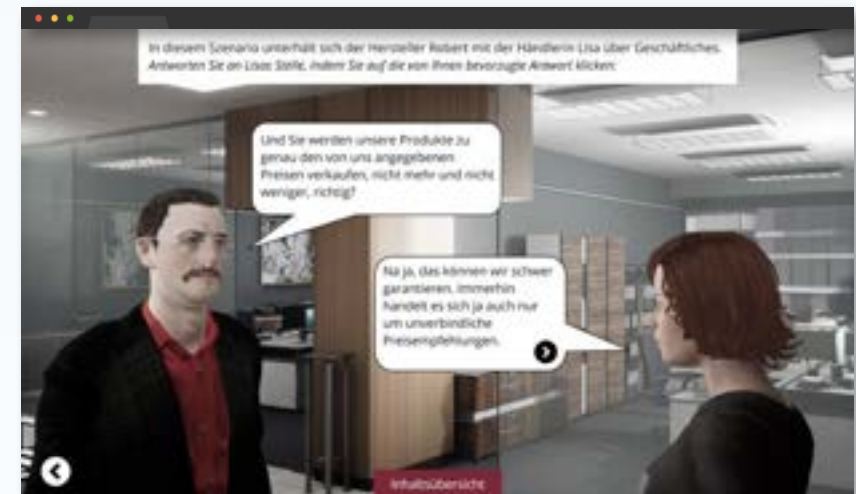 In diesem Szenario unterhält sich der Hersteller Robert mit der Händlerin Lisa über Geschäftliches.
Antworten Sie an Lisas Stelle, indem Sie auf die von Ihnen bevorzugte Antwort klicken:
Und Sie werden unsere Produkte zu
genau den von uns angegebenen
Preisen verkaufen, nicht mehr und nicht
weniger, richtig?
Na ja, das können wir schwer
garantieren. Immerhin
handelt es sich ja auch nur
um unverbindliche
Preisempfehlungen.
Inhaltsübersicht